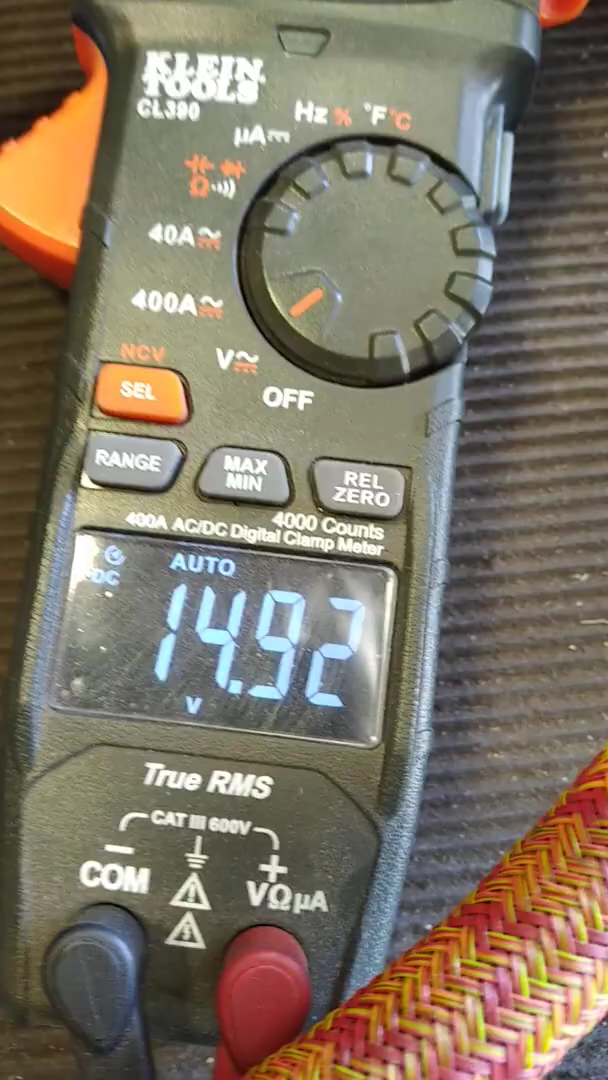 KLEIN
TOOLS
CL390
Hz % °F °C
μA
Ω
40A
400A
V
OFF
NCV
SEL
RANGE
MAX
MIN
REL
ZERO
4000 Counts
400A AC/DC Digital Clamp Meter
DC
AUTO
14.92
V
True RMS
CAT III 600V
COM
VΩμA